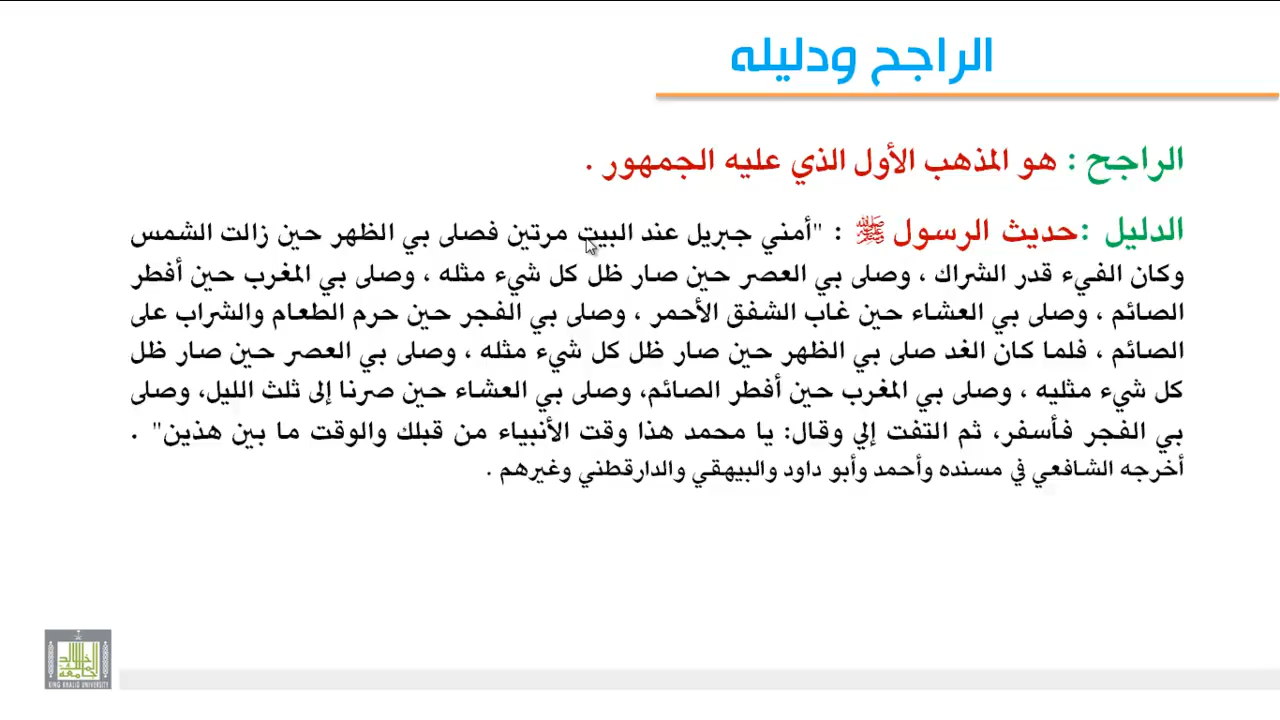 الراجح ودليله
الراجح : هو المذهب الأول الذي عليه الجمهور .
الدليل :حديث الرسول ﷺ : "أمني جبريل عند البيت مرتين فصلى بي الظهر حين زالت الشمس
وكان الفيء قدر الشراك ، وصلى بي العصر حين صار ظل كل شيء مثله ، وصلى بي المغرب حين أفطر
الصائم ، وصلى بي العشاء حين غاب الشفق الأحمر ، وصلى بي الفجر حين حرم الطعام والشراب على
الصائم ، فلما كان الغد صلى بي الظهر حين صار ظل كل شيء مثله ، وصلى بي العصر حين صار ظل
كل شيء مثليه ، وصلى بي المغرب حين أفطر الصائم، وصلى بي العشاء حين صرنا إلى ثلث الليل، وصلى
بي الفجر فأسفر، ثم التفت إلي وقال: يا محمد هذا وقت الأنبياء من قبلك والوقت ما بين هذين" .
أخرجه الشافعي في مسنده وأحمد وأبو داود والبيهقي والدارقطني وغيرهم .
جامعة الملك خالد
KING KHALID UNIVERSITY